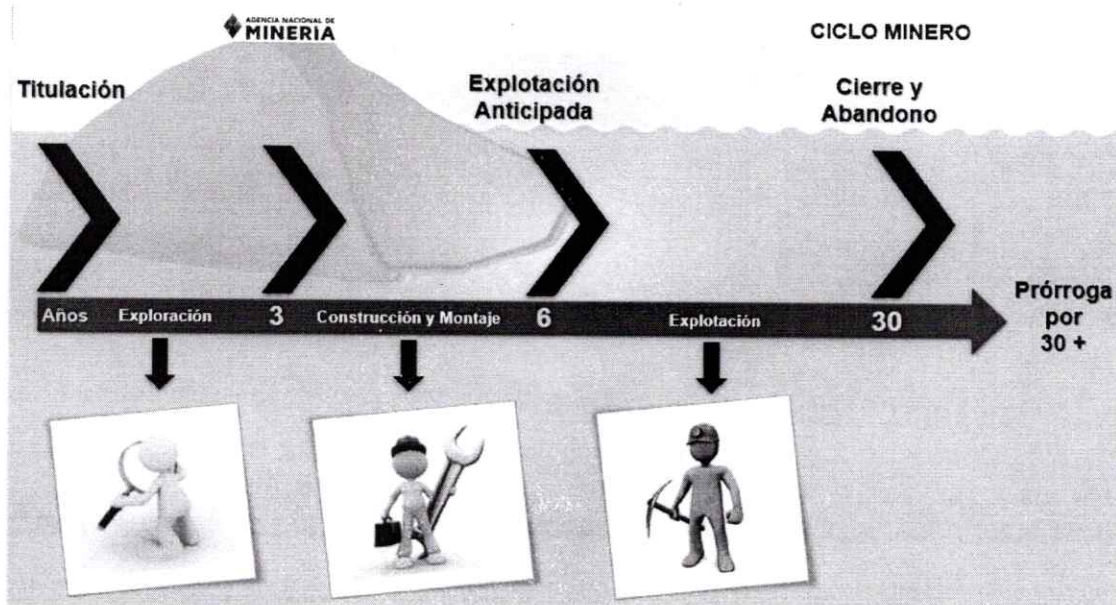 AGENCIA NACIONAL DE
MINERÍA
CICLO MINERO
Titulación
Explotación
Anticipada
Cierre y
Abandono
Años
Exploración
3
Construcción y Montaje
6
Explotación
30
Prórroga
por
30 +